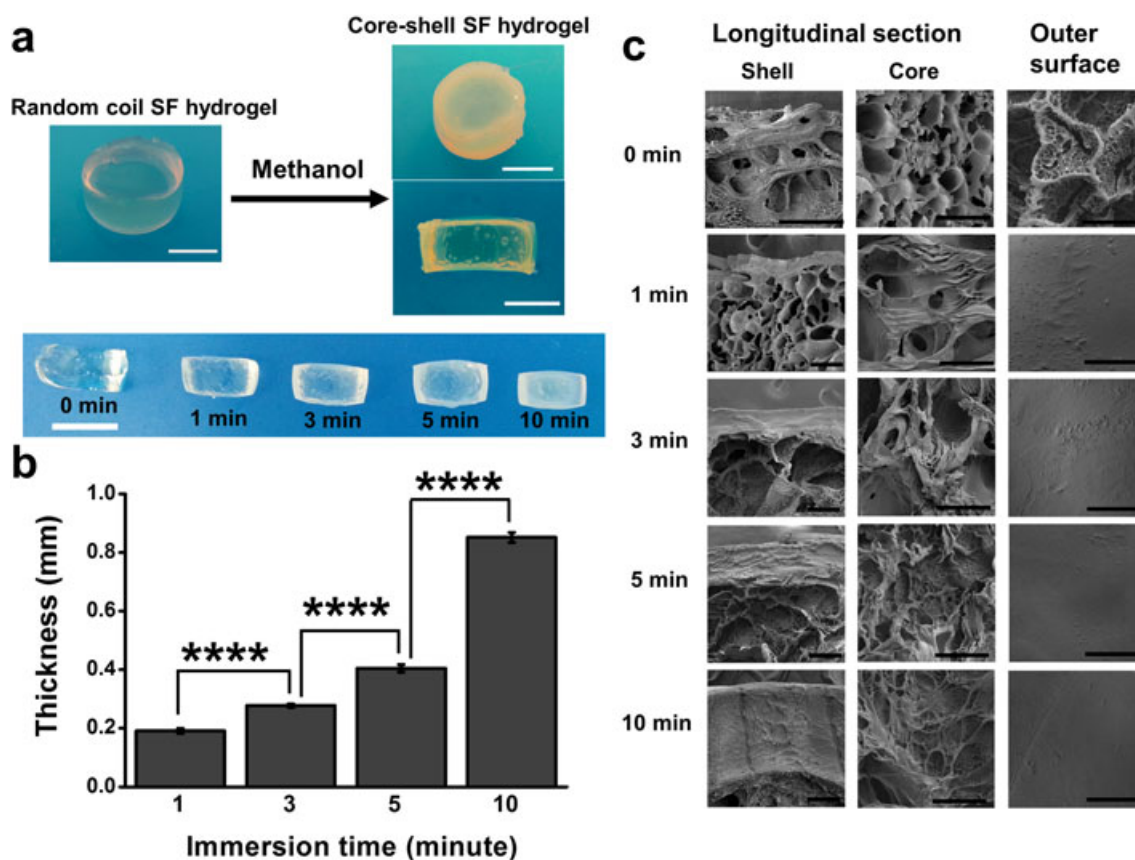 a
Core-shell SF hydrogel
Random coil SF hydrogel
Methanol
0 min
1 min
3 min
5 min
10 min
b
Thickness (mm)
1.0
0.8
0.6
0.4
0.2
0.0
****
****
****
1
3
5
10
Immersion time (minute)
c
Longitudinal section
Outer
surface
Shell
Core
0 min
1 min
3 min
5 min
10 min